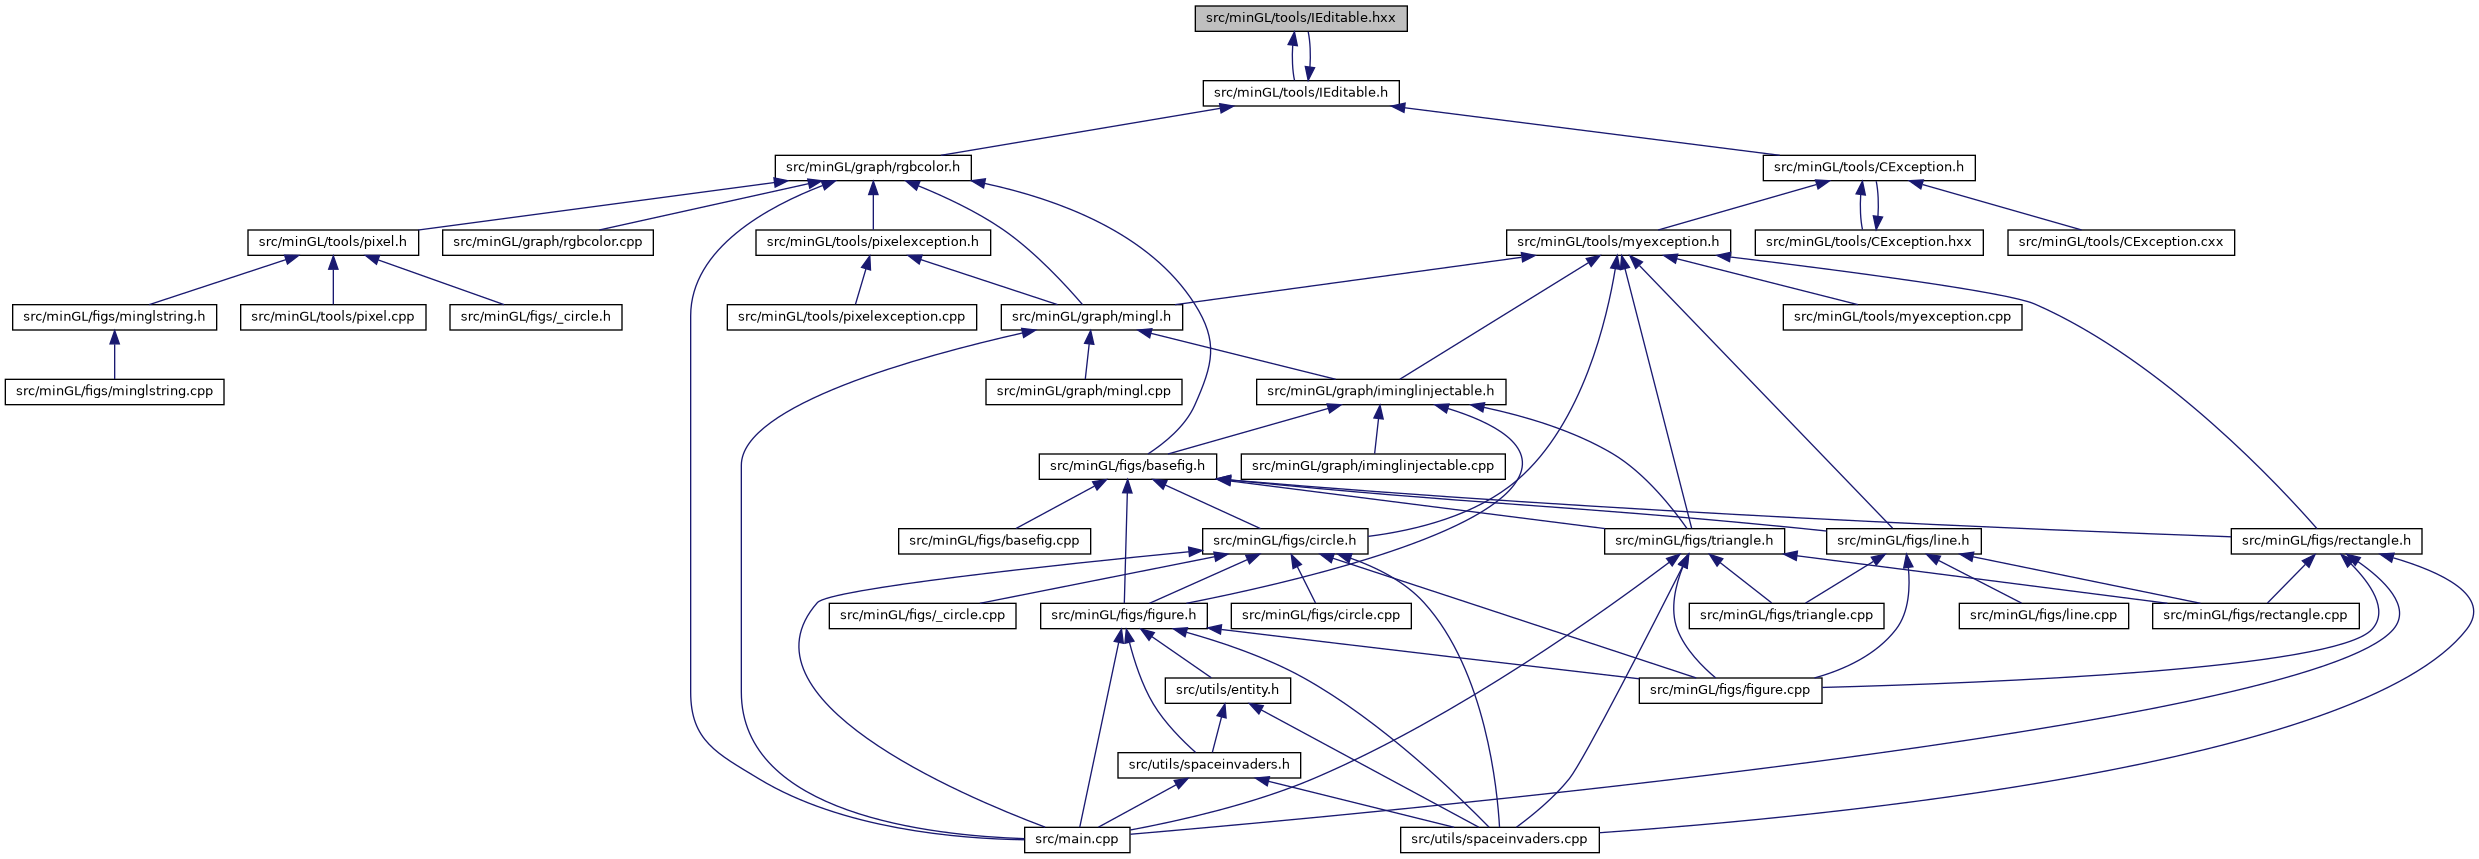 src/minGL/tools/IEditable.hxx
src/minGL/tools/IEditable.h
src/minGL/graph/rgbcolor.h
src/minGL/tools/CException.h
src/minGL/tools/pixel.h
src/minGL/graph/rgbcolor.cpp
src/minGL/tools/pixelexception.h
src/minGL/tools/myexception.h
src/minGL/tools/CException.hxx
src/minGL/tools/CException.cxx
src/minGL/figs/minglstring.h
src/minGL/tools/pixel.cpp
src/minGL/figs/_circle.h
src/minGL/tools/pixelexception.cpp
src/minGL/graph/mingl.h
src/minGL/tools/myexception.cpp
src/minGL/figs/minglstring.cpp
src/minGL/graph/mingl.cpp
src/minGL/graph/iminglinjectable.h
src/minGL/figs/basefig.h
src/minGL/graph/iminglinjectable.cpp
src/minGL/figs/basefig.cpp
src/minGL/figs/circle.h
src/minGL/figs/triangle.h
src/minGL/figs/line.h
src/minGL/figs/rectangle.h
src/minGL/figs/_circle.cpp
src/minGL/figs/figure.h
src/minGL/figs/circle.cpp
src/minGL/figs/triangle.cpp
src/minGL/figs/line.cpp
src/minGL/figs/rectangle.cpp
src/utils/entity.h
src/minGL/figs/figure.cpp
src/utils/spaceinvaders.h
src/main.cpp
src/utils/spaceinvaders.cpp